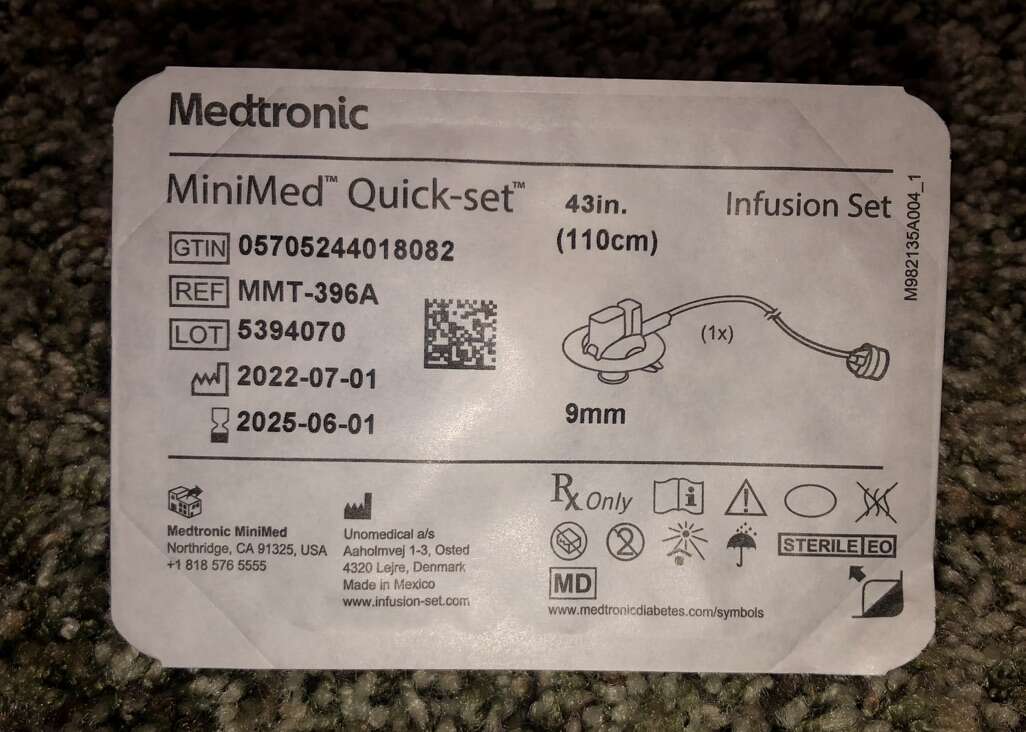 Medtronic
MiniMed™ Quick-set™
43in.
(110cm)
Infusion Set
M982135A004_1
GTIN 05705244018082
REF MMT-396A
LOT 5394070
2022-07-01
2025-06-01
(1x)
9mm
Medtronic MiniMed
Northridge, CA 91325, USA
+1 818 576 5555
Unomedical a/s
Aaholmvej 1-3, Osted
4320 Lejre, Denmark
Made in Mexico
www.infusion-set.com
Rx Only
i
!
2
STERILE EO
MD
www.medtronicdiabetes.com/symbols